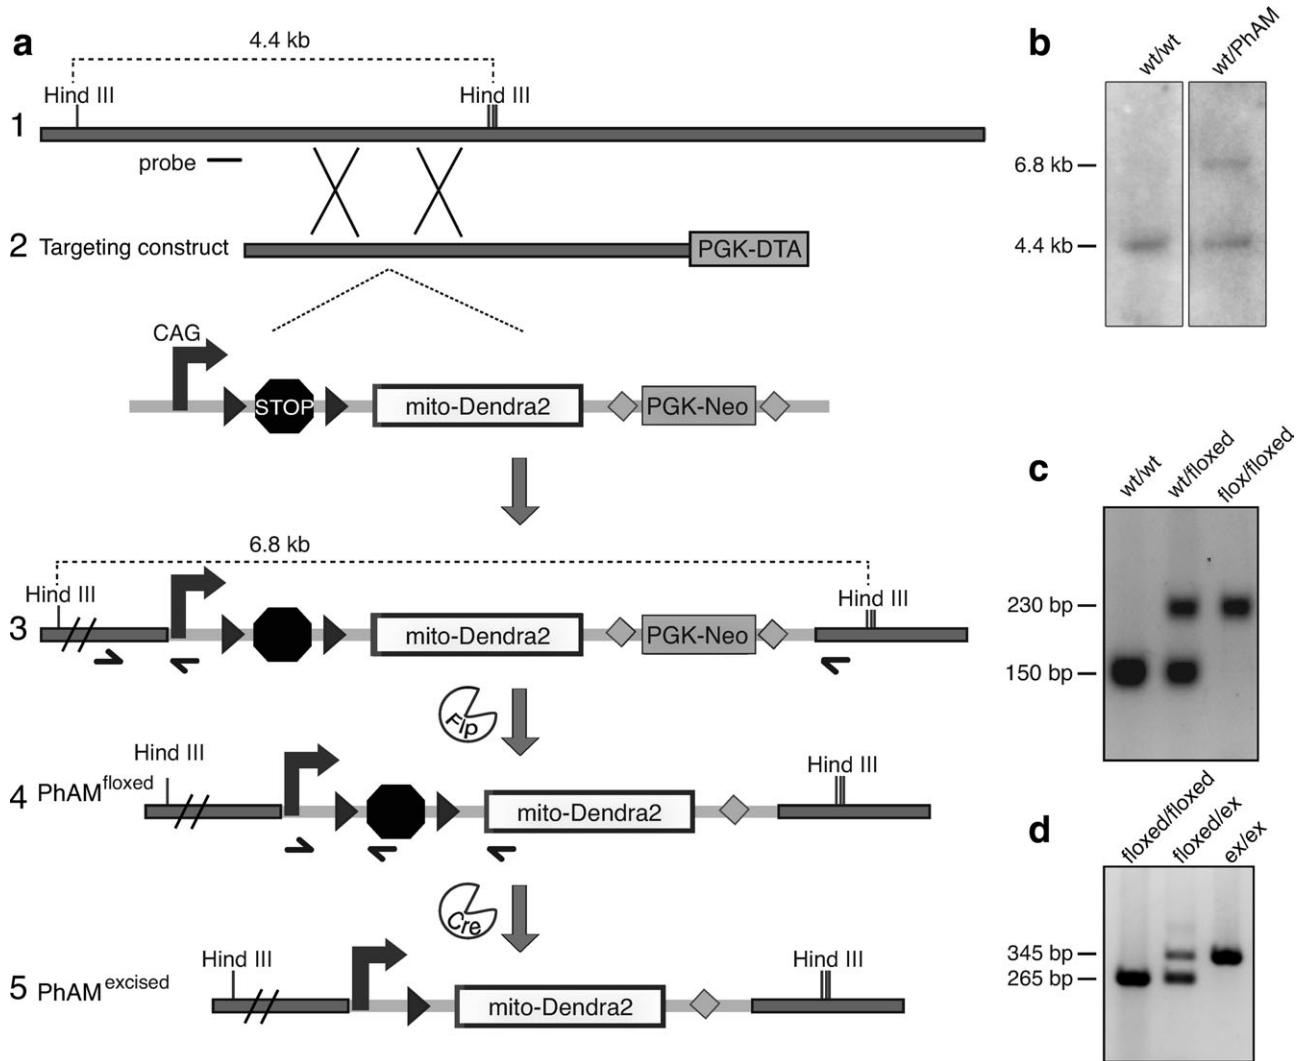 a
4.4 kb
Hind III Hind III
1
probe
2 Targeting construct
PGK-DTA
CAG
STOP mito-Dendra2 PGK-Neo
6.8 kb
Hind III Hind III
3 mito-Dendra2 PGK-Neo
Flp
Hind III Hind III
4 PhAM^floxed
mito-Dendra2
Cre
Hind III Hind III
5 PhAM^excised
mito-Dendra2
b
wt/wt wt/PhAM
6.8 kb
4.4 kb
c
wt/wt wt/floxed flox/floxed
230 bp
150 bp
d
floxed/floxed floxed/ex ex/ex
345 bp
265 bp